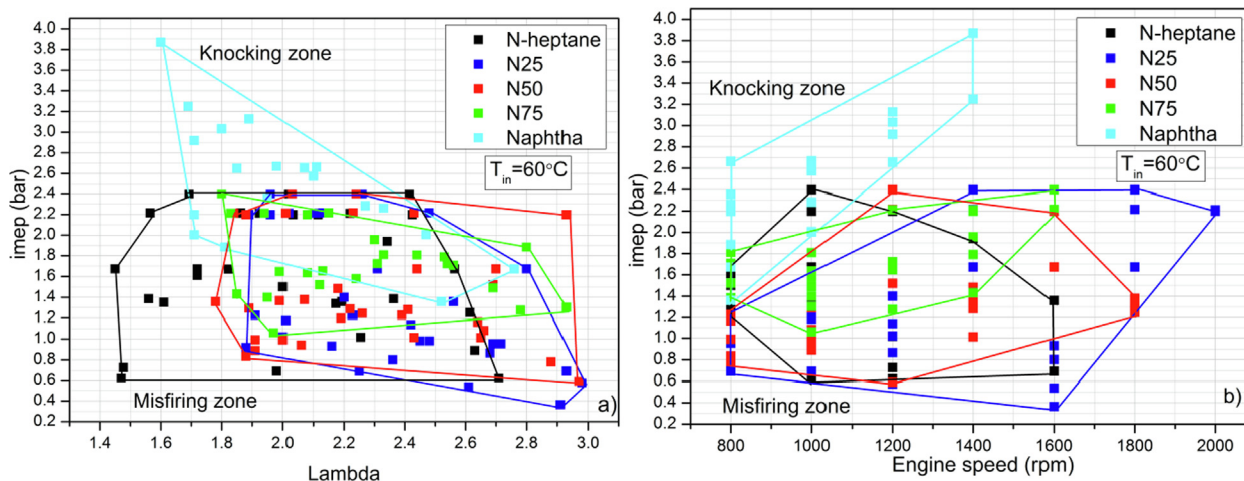 4.0
3.8
3.6
3.4
3.2
3.0
2.8
2.6
2.4
2.2
2.0
1.8
1.6
1.4
1.2
1.0
0.8
0.6
0.4
0.2
imep /(bar)
Knocking zone
N-heptane
N25
N50
N75
Naphtha
T_in=60°C
Misfiring zone
a)
1.4 1.6 1.8 2.0 2.2 2.4 2.6 2.8 3.0
Lambda
4.0
3.8
3.6
3.4
3.2
3.0
2.8
2.6
2.4
2.2
2.0
1.8
1.6
1.4
1.2
1.0
0.8
0.6
0.4
0.2
imep (bar)
Knocking zone
N-heptane
N25
N50
N75
Naphtha
T_in=60°C
Misfiring zone
b)
800 1000 1200 1400 1600 1800 2000
Engine speed (rpm)